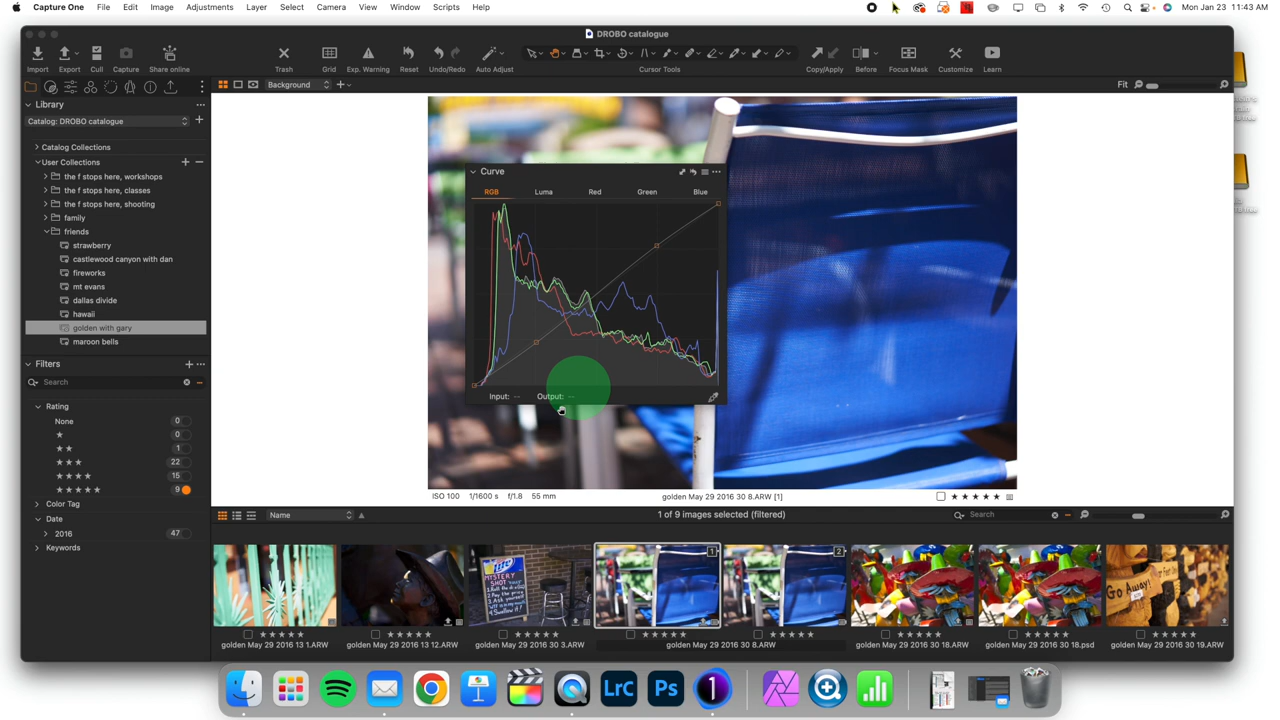 Capture One File Edit Image Adjustments Layer Select Camera View Window Scripts Mon Jan 23 11:43 AM
DROBO catalogue
Import Export Cull Capture Share online Trash Grid Exp. Warning Reset Undo/Redo Auto Adjust Cursor Tools Copy/Apply Before Focus Mask Customize Learn
Background
Fit
Library
Catalog: DROBO catalogue
Catalog Collections
User Collections
the f stops here, workshops
the f stops here, classes
the f stops here, shooting
family
friends
strawberry
castlewood canyon with dan
fireworks
mt evans
dallas divide
hawaii
golden with gary
maroon bells
Filters
Search
Rating
None 0
★ 0
★★ 1
★★★ 22
★★★★ 15
★★★★★ 9
Color Tag
Date
2016 47
Keywords
Curve
RGB Luma Red Green Blue
Input: -- Output: --
ISO 100 1/1600 s f/1.8 55 mm golden May 29 2016 30 8.ARW [1] ★★★★★
Name 1 of 9 images selected (filtered) Search
MYSTERY
SHOT
1 2
Go Away!
★★★★★ ★★★★★ ★★★★★ ★★★★★ ★★★★★ ★★★★★ ★★★★★ ★★★★★
golden May 29 2016 13 1.ARW golden May 29 2016 13 12.ARW golden May 29 2016 30 3.ARW golden May 29 2016 30 8.ARW golden May 29 2016 30 18.ARW golden May 29 2016 30 18.psd golden May 29 2016 30 19.ARW
LrC Ps 1